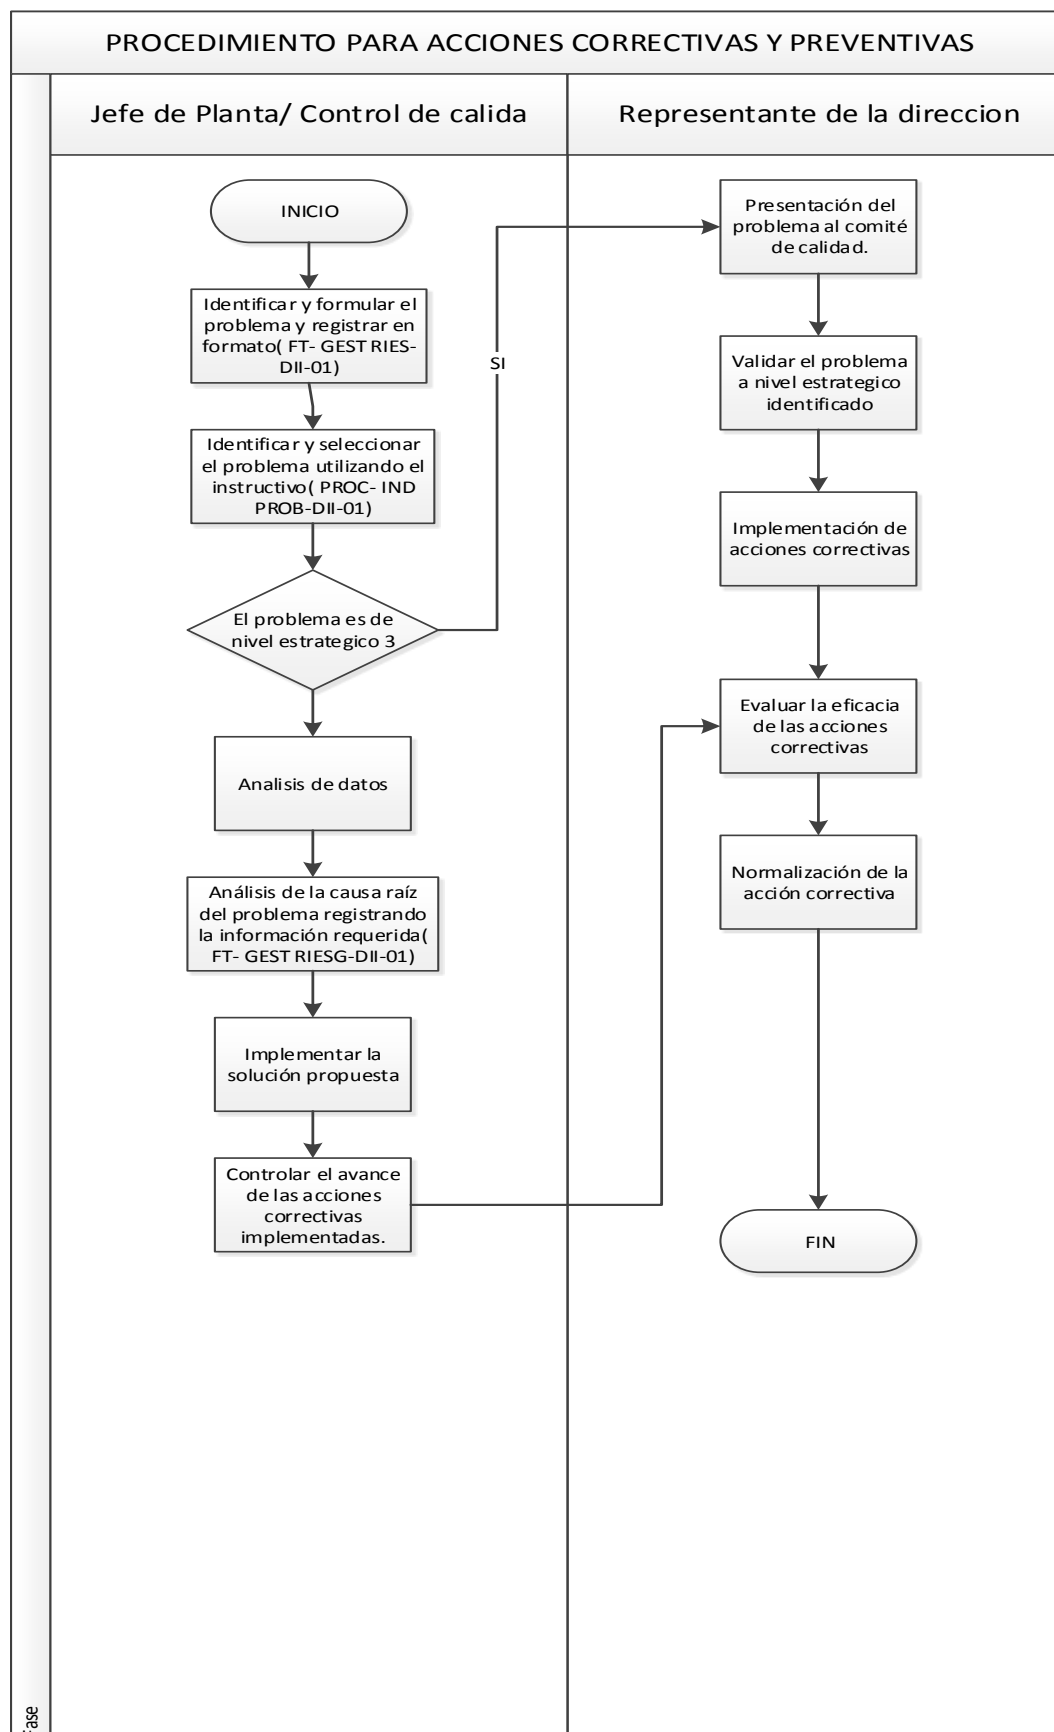 PROCEDIMIENTO PARA ACCIONES CORRECTIVAS Y PREVENTIVAS
Jefe de Planta/ Control de calida
Representante de la direccion
INICIO
Identificar y formular el
problema y registrar en
formato( FT- GEST RIES-
DII-01)
Identificar y seleccionar
el problema utilizando el
instructivo( PROC- IND
PROB-DII-01)
El problema es de
nivel estrategico 3
SI
Analisis de datos
Análisis de la causa raíz
del problema registrando
la información requerida(
FT- GEST RIESG-DII-01)
Implementar la
solución propuesta
Controlar el avance
de las acciones
correctivas
implementadas.
Presentación del
problema al comité
de calidad.
Validar el problema
a nivel estrategico
identificado
Implementación de
acciones correctivas
Evaluar la eficacia
de las acciones
correctivas
Normalización de la
acción correctiva
FIN
Fase